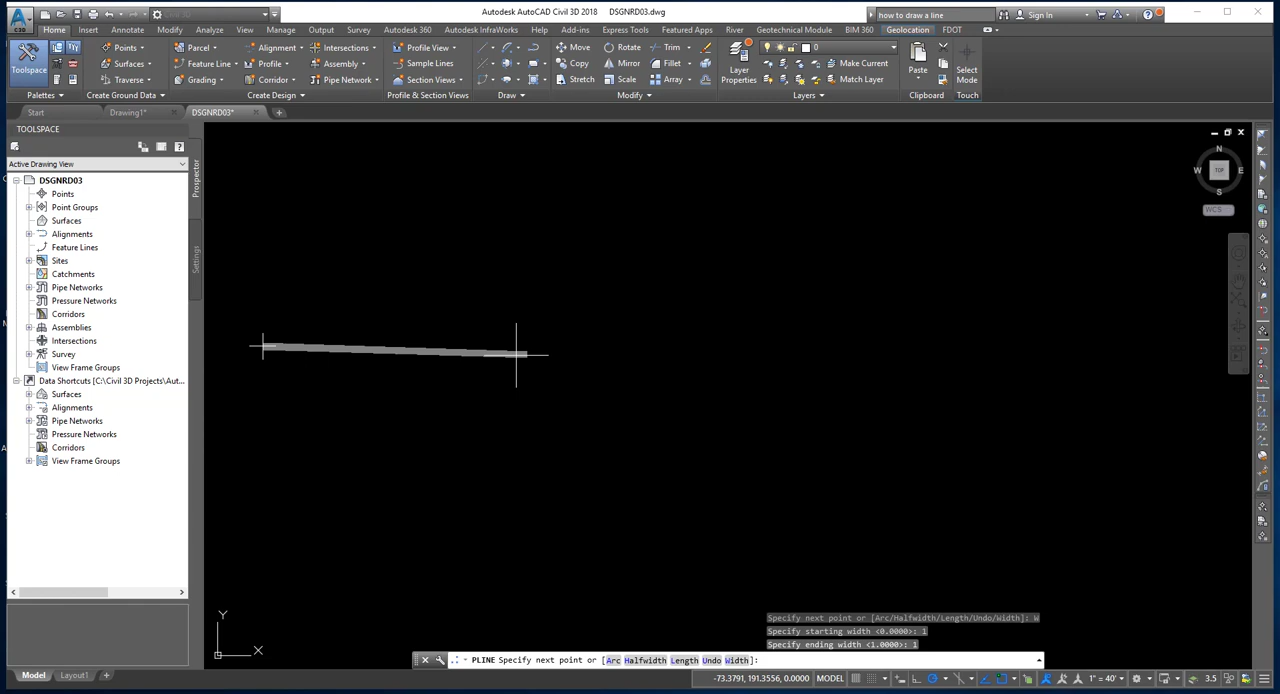 Autodesk AutoCAD Civil 3D 2018 DSGNRD03.dwg
how to draw a line
Sign In
C3D
Home Insert Annotate Modify Analyze View Manage Output Survey Autodesk 360 Autodesk InfraWorks Help Add-ins Express Tools Featured Apps River Geotechnical Module BIM 360 Geolocation FDOT
Toolspace
Points
Surfaces
Traverse
Parcel
Feature Line
Grading
Alignment
Profile
Corridor
Intersections
Assembly
Pipe Network
Profile View
Sample Lines
Section Views
Move
Copy
Stretch
Rotate
Mirror
Scale
Trim
Fillet
Array
Layer
Properties
0
Make Current
Match Layer
Paste
Select
Mode
Palettes Create Ground Data Create Design Profile & Section Views Draw Modify Layers Clipboard Touch
Start Drawing1* DSGNRD03*
TOOLSPACE
Active Drawing View
DSGNRD03
Points
Point Groups
Surfaces
Alignments
Feature Lines
Sites
Catchments
Pipe Networks
Pressure Networks
Corridors
Assemblies
Intersections
Survey
View Frame Groups
Data Shortcuts [C:\Civil 3D Projects\Aut...
Surfaces
Alignments
Pipe Networks
Pressure Networks
Corridors
View Frame Groups
Prospector
Settings
N
W TOP E
S
WCS
Y
X
Specify next point or [Arc/Halfwidth/Length/Undo/Width]: W
Specify starting width <0.0000>: 1
Specify ending width <1.0000>: 1
PLINE Specify next point or [Arc Halfwidth Length Undo Width]:
Model Layout1
-73.3791, 191.3556, 0.0000 MODEL 1" = 40' 3.5